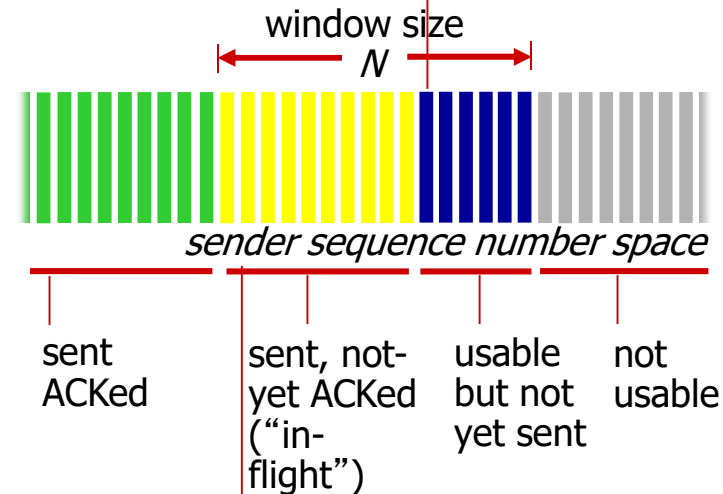 window size
N
sender sequence number space
sent
ACKed
sent, not-
yet ACKed
(“in-
flight”)
usable
but not
yet sent
not
usable